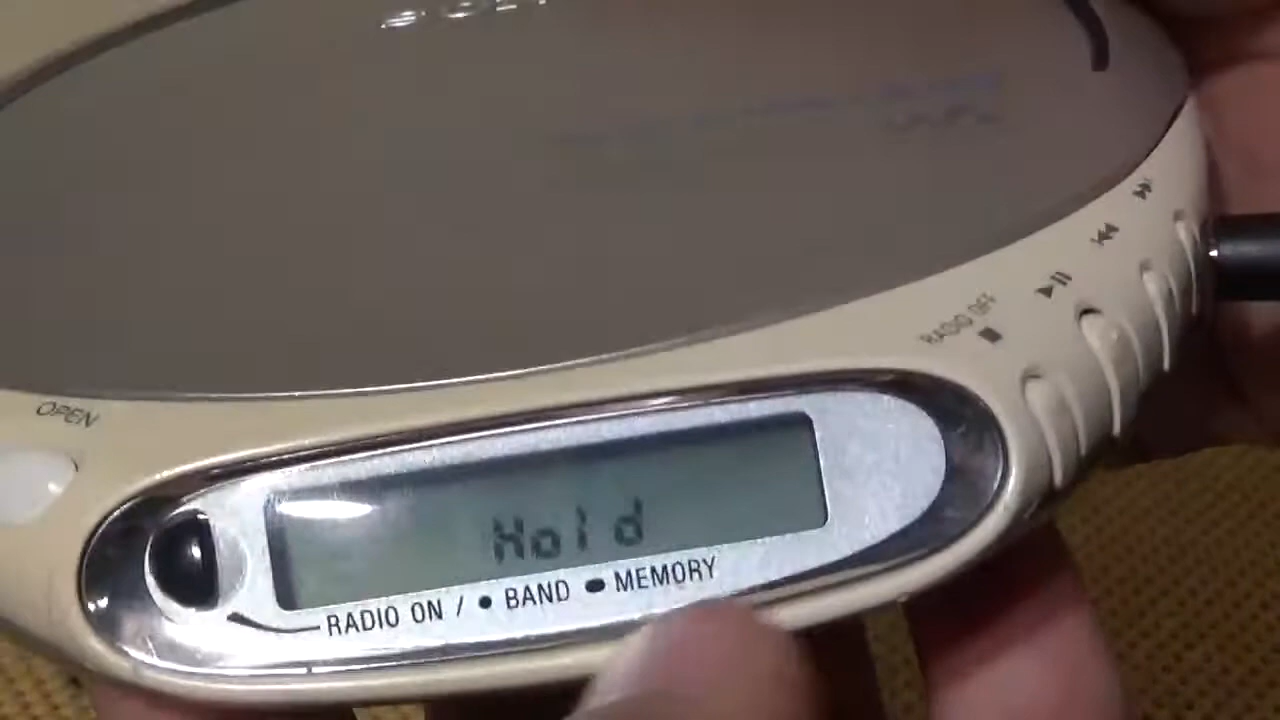 RADIO OFF
OPEN
Hold
RADIO ON / • BAND ⬬ MEMORY